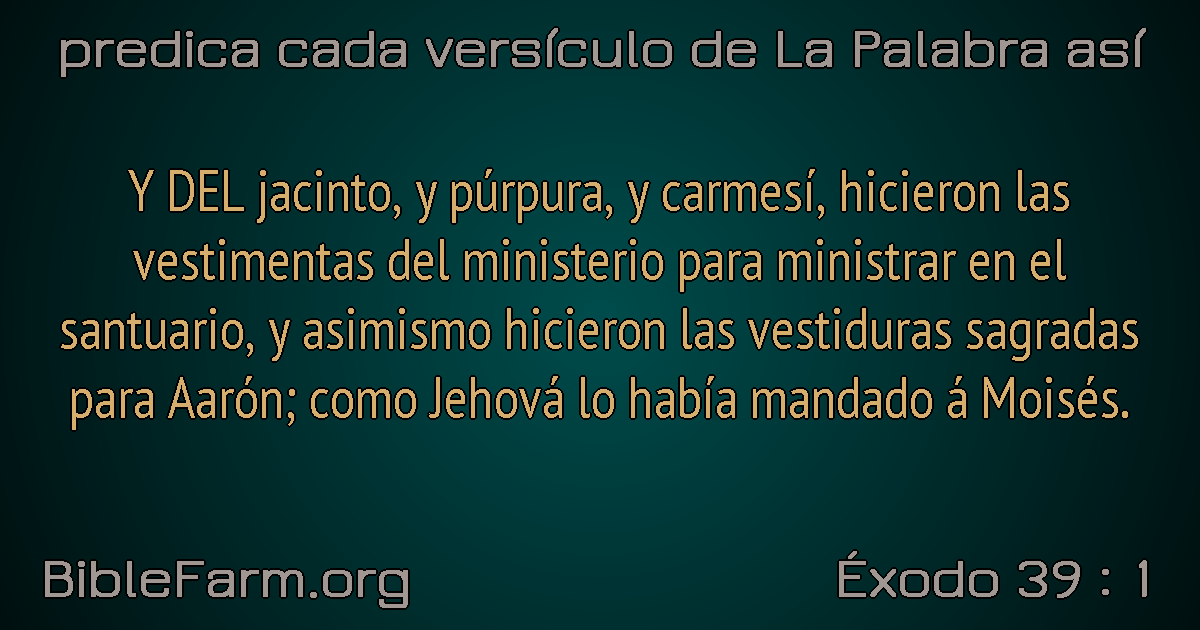 predica cada versículo de La Palabra así
Y DEL jacinto, y púrpura, y carmesí, hicieron las
vestimentas del ministerio para ministrar en el
santuario, y asimismo hicieron las vestiduras sagradas
para Aarón; como Jehová lo había mandado á Moisés.
BibleFarm.org
Éxodo 39 : 1